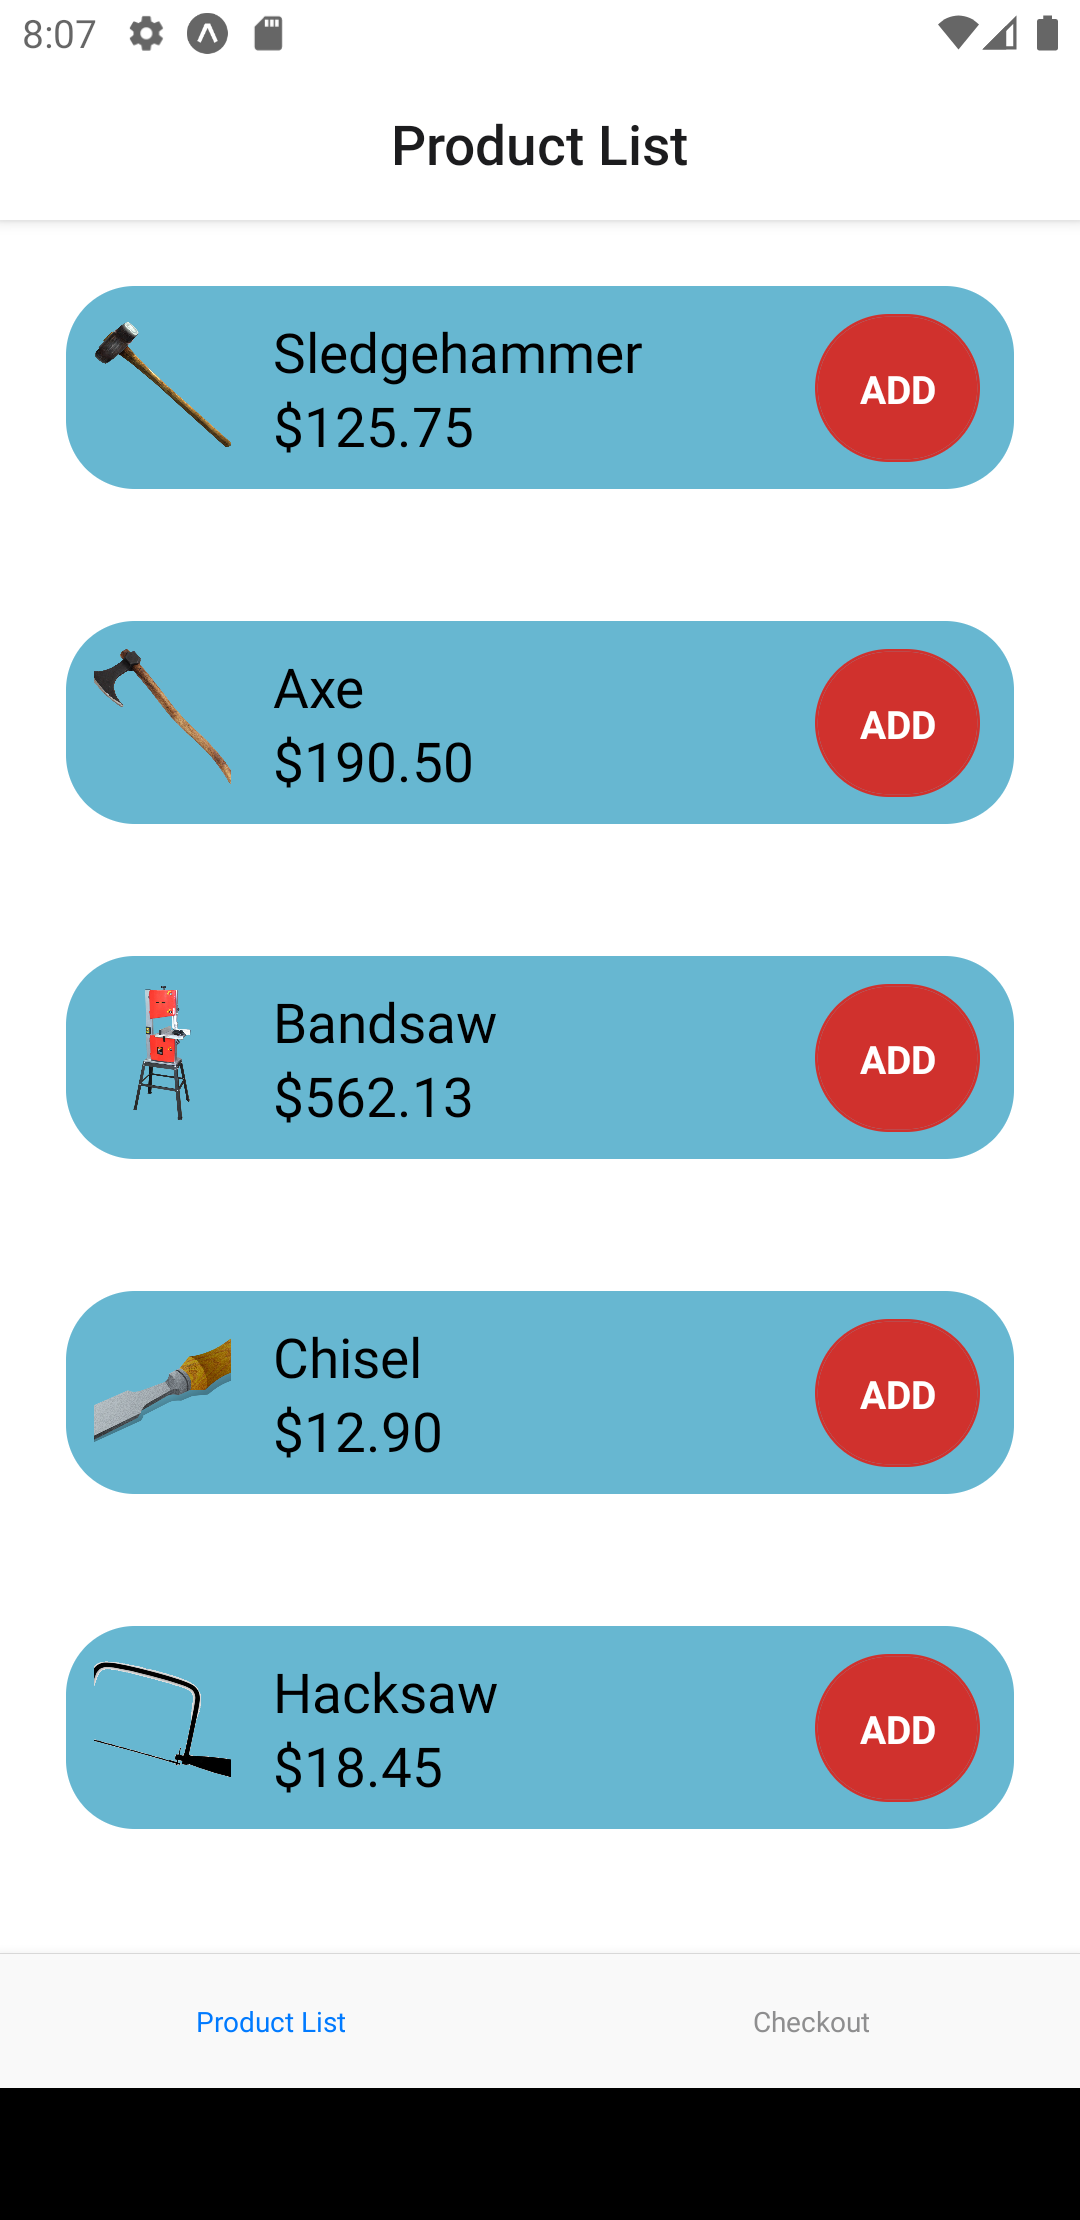 8:07
Product List
Sledgehammer
$125.75
ADD
Axe
$190.50
ADD
Bandsaw
$562.13
ADD
Chisel
$12.90
ADD
Hacksaw
$18.45
ADD
Product List
Checkout